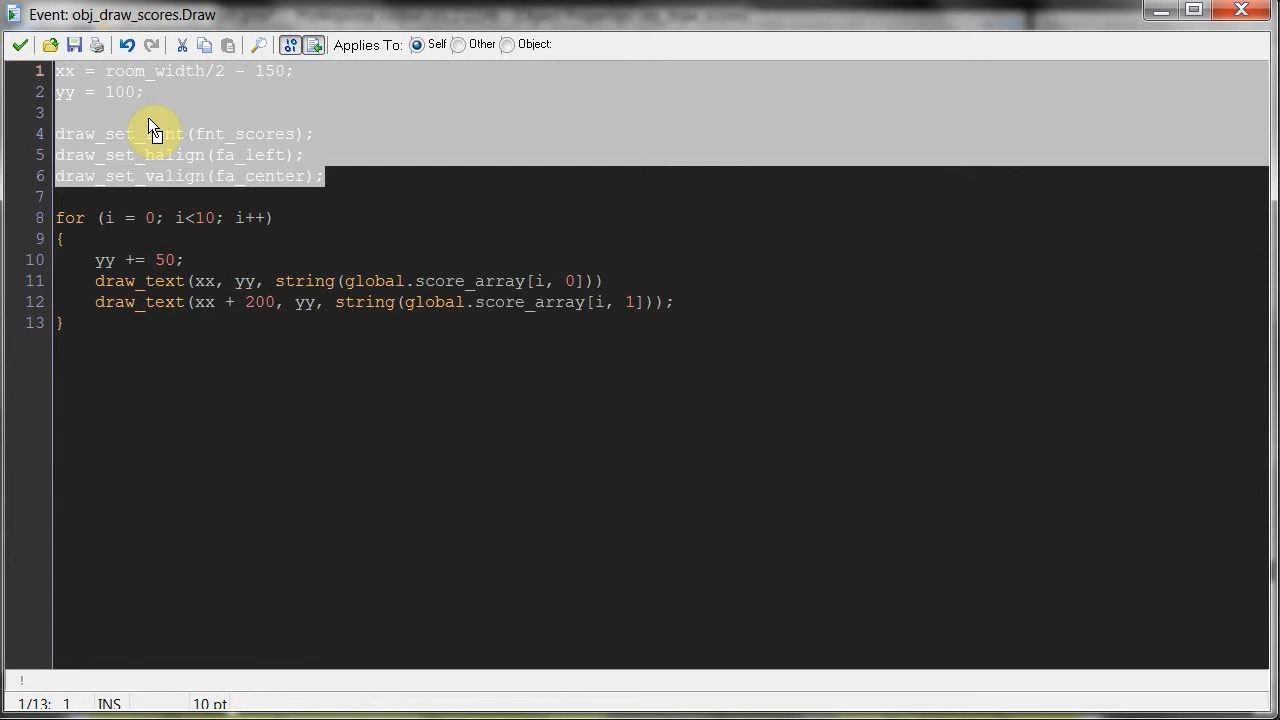 Event: obj_draw_scores.Draw
Applies To: Self Other Object:
1 xx = room_width/2 - 150;
2 yy = 100;
3
4 draw_set_font(fnt_scores);
5 draw_set_halign(fa_left);
6 draw_set_valign(fa_center);
7
8 for (i = 0; i<10; i++)
9 {
10 yy += 50;
11 draw_text(xx, yy, string(global.score_array[i, 0]))
12 draw_text(xx + 200, yy, string(global.score_array[i, 1]));
13 }
!
1/13: 1 INS 10 pt